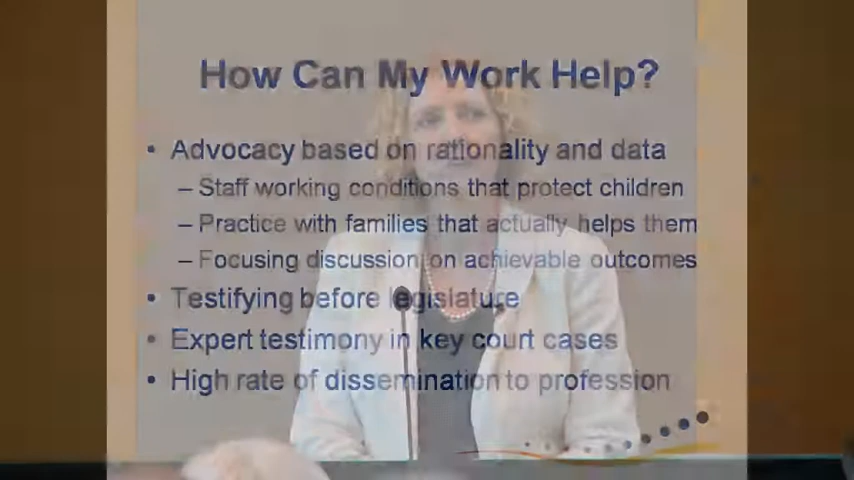 How Can My Work Help?
• Advocacy based on rationality and data
– Staff working conditions that protect children
– Practice with families that actually helps them
– Focusing discussion on achievable outcomes
• Testifying before legislature
• Expert testimony in key court cases
• High rate of dissemination to profession